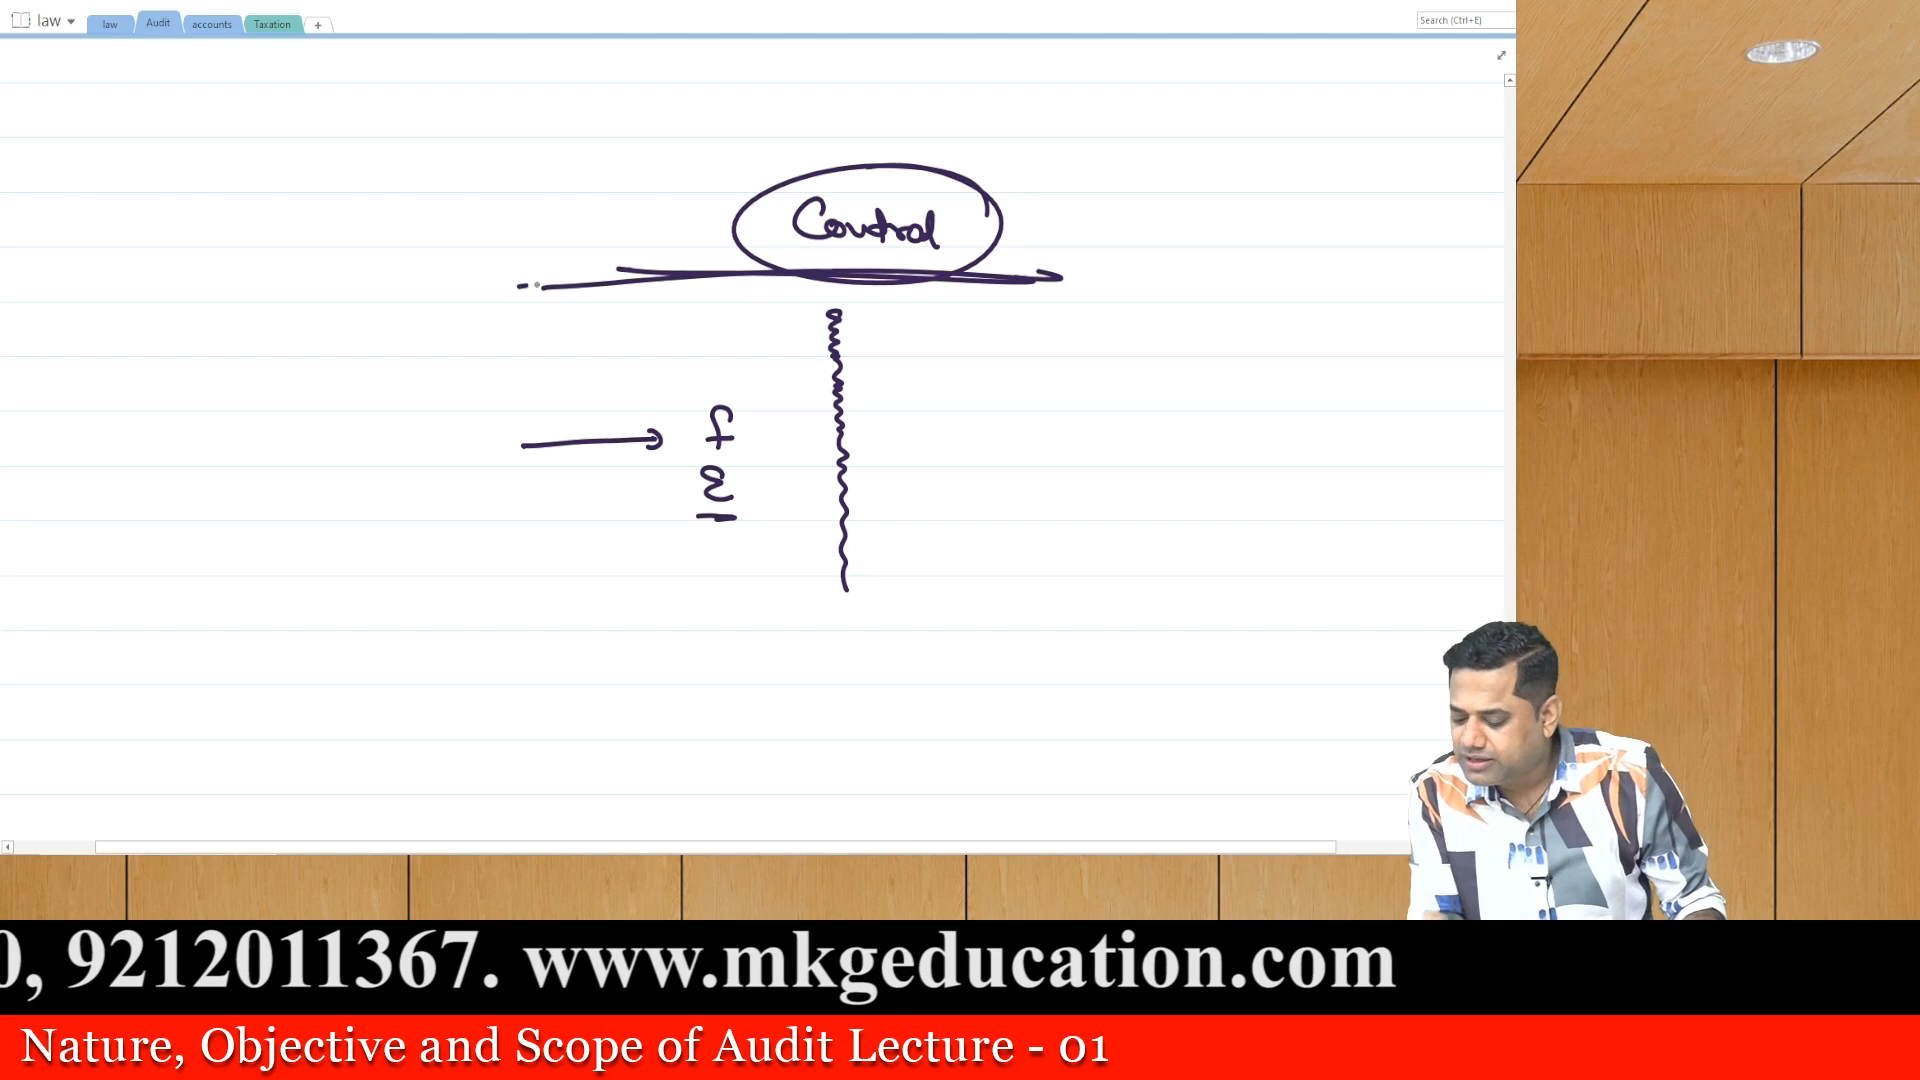 law
law Audit accounts Taxation +
Search (Ctrl+E)
Control
f
ε
0, 9212011367. www.mkgeducation.com
Nature, Objective and Scope of Audit Lecture - 01